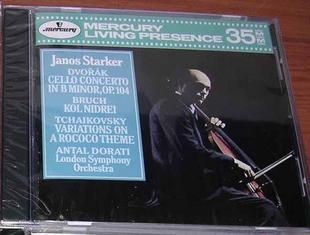 mercury
MERCURY
LIVING PRESENCE
35
Janos Starker
DVOŘÁK
CELLO CONCERTO
IN B MINOR, OP. 104
BRUCH
KOL NIDREI
TCHAIKOVSKY
VARIATIONS ON
A ROCOCO THEME
ANTAL DORATI
London Symphony
Orchestra